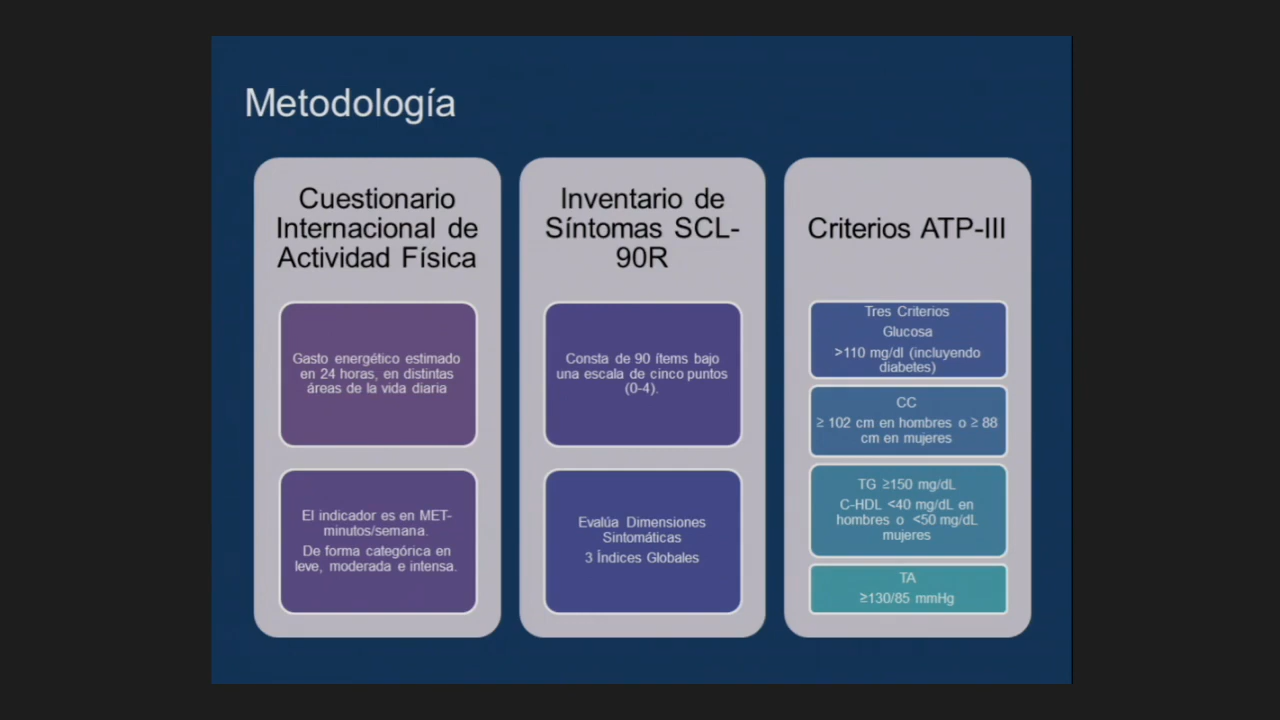 Metodología
Cuestionario
Internacional de
Actividad Física
Gasto energético estimado
en 24 horas, en distintas
áreas de la vida diaria
El indicador es en MET-
minutos/semana.
De forma categórica en
leve, moderada e intensa.
Inventario de
Síntomas SCL-
90R
Consta de 90 ítems bajo
una escala de cinco puntos
(0-4).
Evalúa Dimensiones
Sintomáticas
3 Índices Globales
Criterios ATP-III
Tres Criterios
Glucosa
>110 mg/dl (incluyendo
diabetes)
CC
≥ 102 cm en hombres o ≥ 88
cm en mujeres
TG ≥150 mg/dL
C-HDL <40 mg/dL en
hombres o <50 mg/dL
mujeres
TA
≥130/85 mmHg